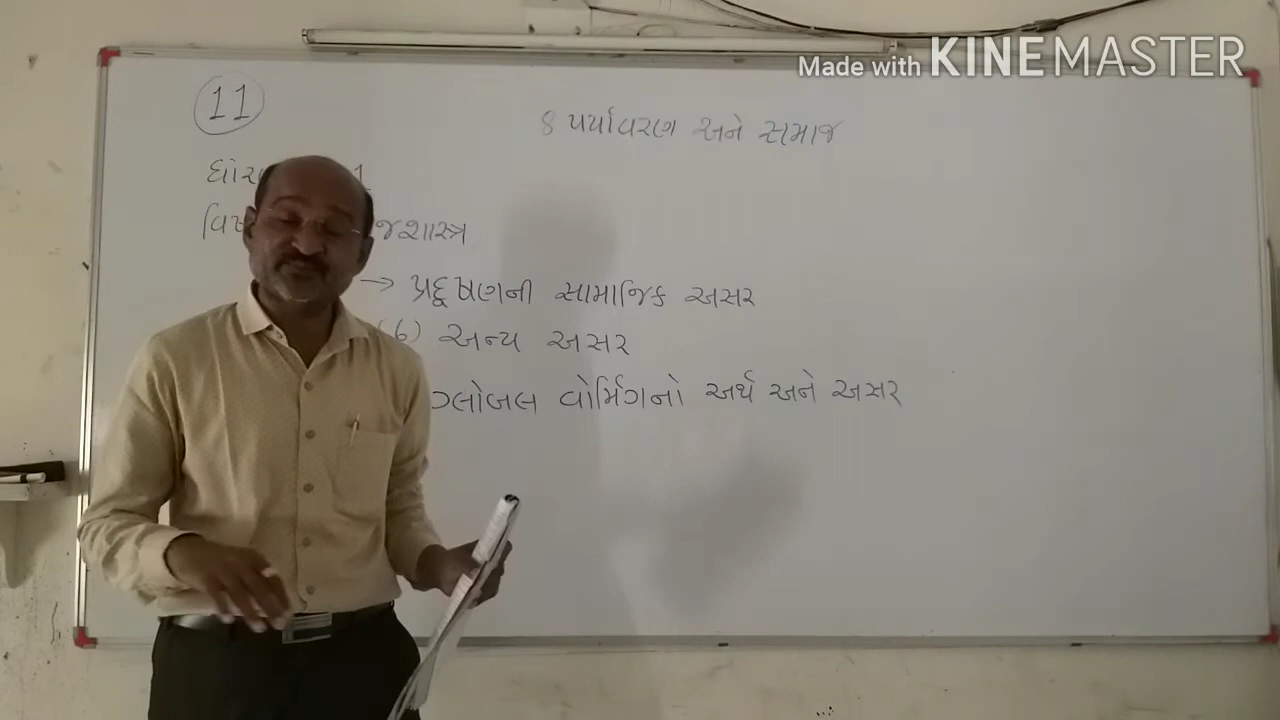 Made with KINEMASTER
11
8 પર્યાવરણ અને સમાજ
→ પ્રદૂષણની સામાજિક અસર
(6) અન્ય અસર
ગ્લોબલ વોર્મિંગનો અર્થ અને અસર